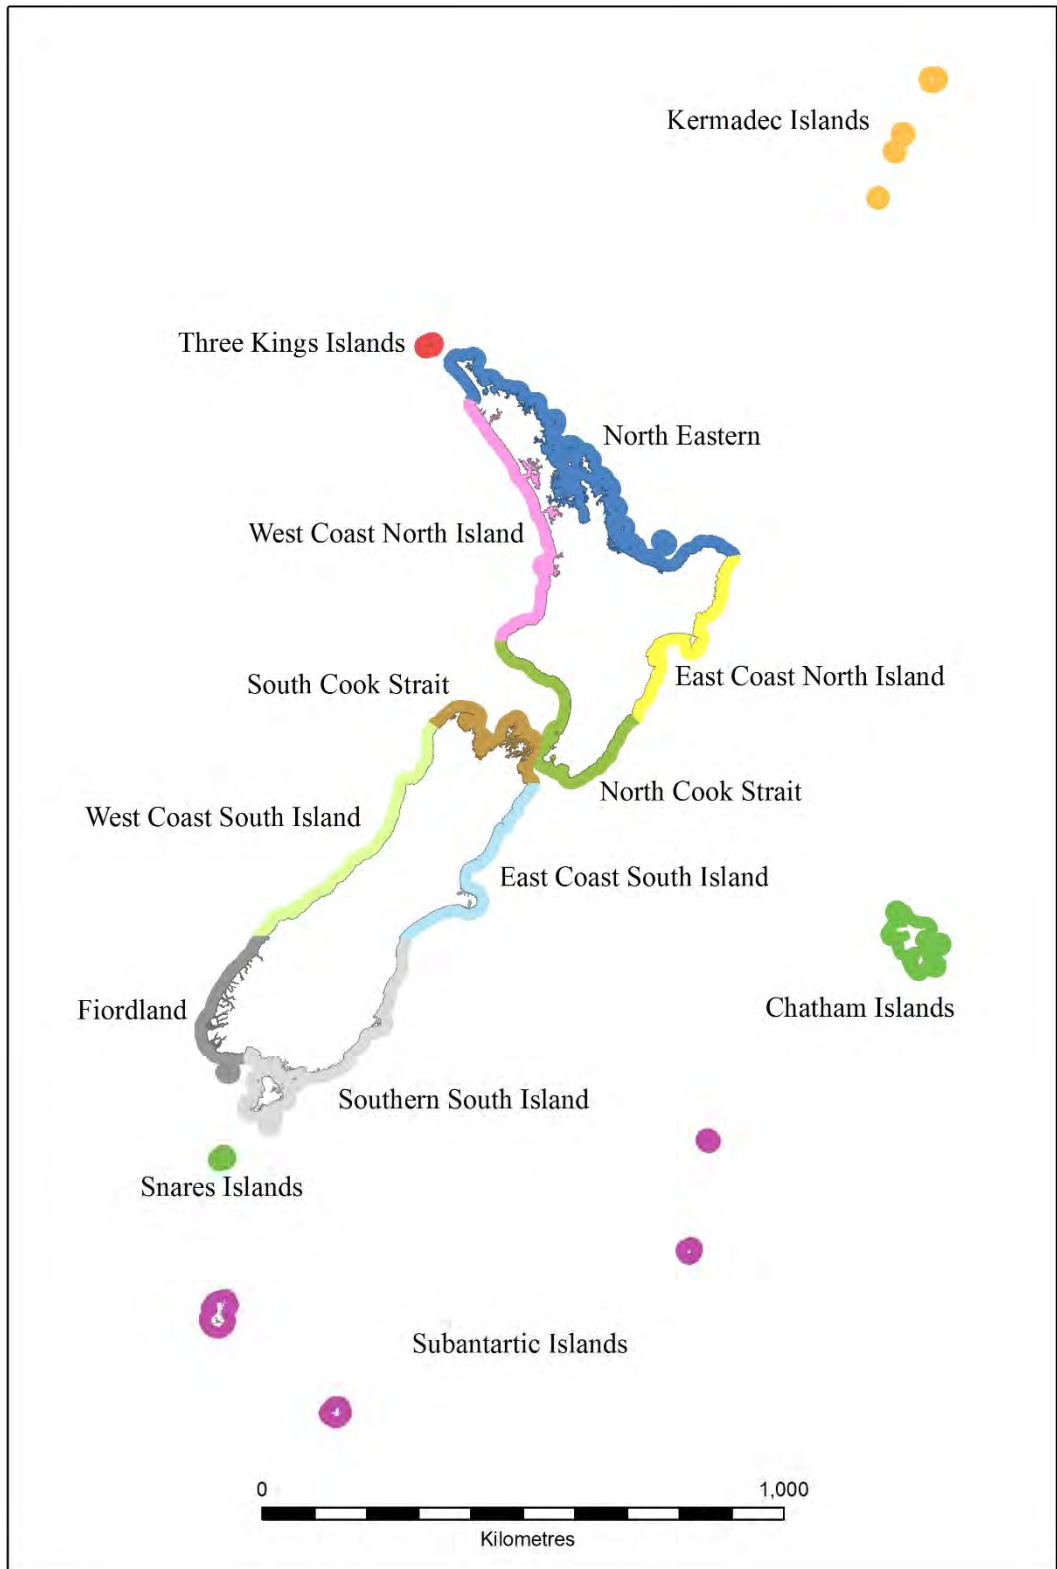 Kermadec Islands
Three Kings Islands
North Eastern
West Coast North Island
East Coast North Island
South Cook Strait
North Cook Strait
West Coast South Island
East Coast South Island
Fiordland
Chatham Islands
Southern South Island
Snares Islands
Subantartic Islands
0 1,000
Kilometres